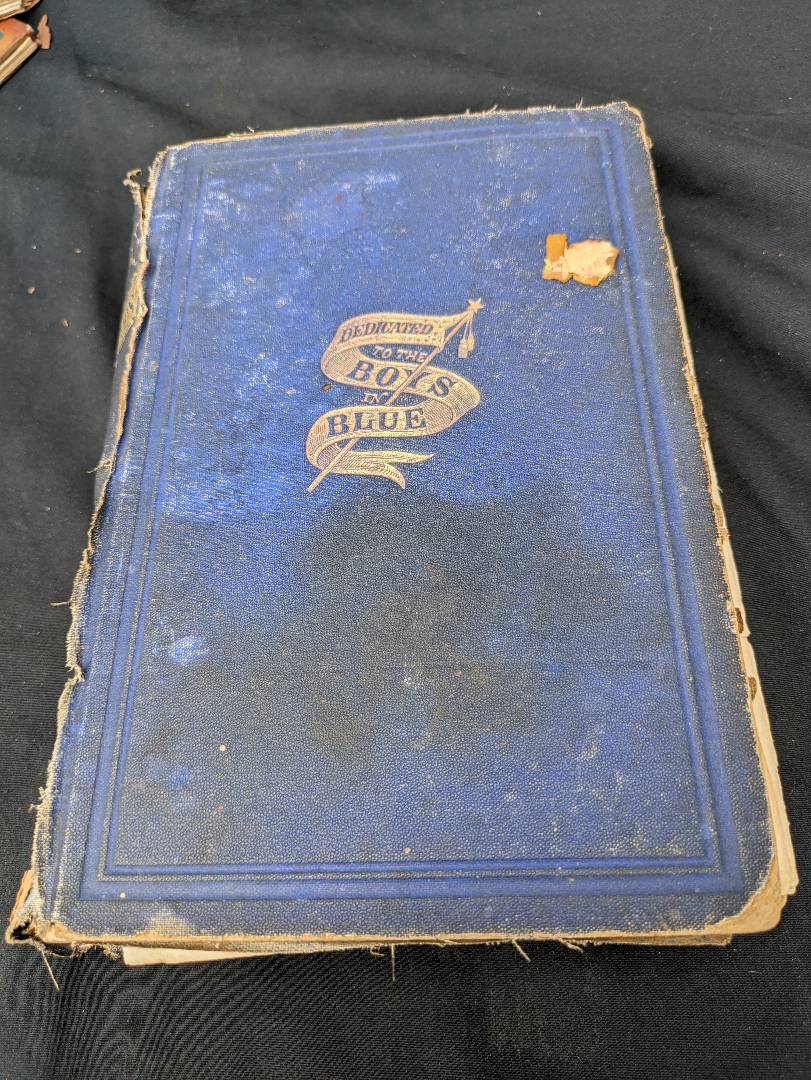 DEDICATED
TO THE
BOYS
IN
BLUE